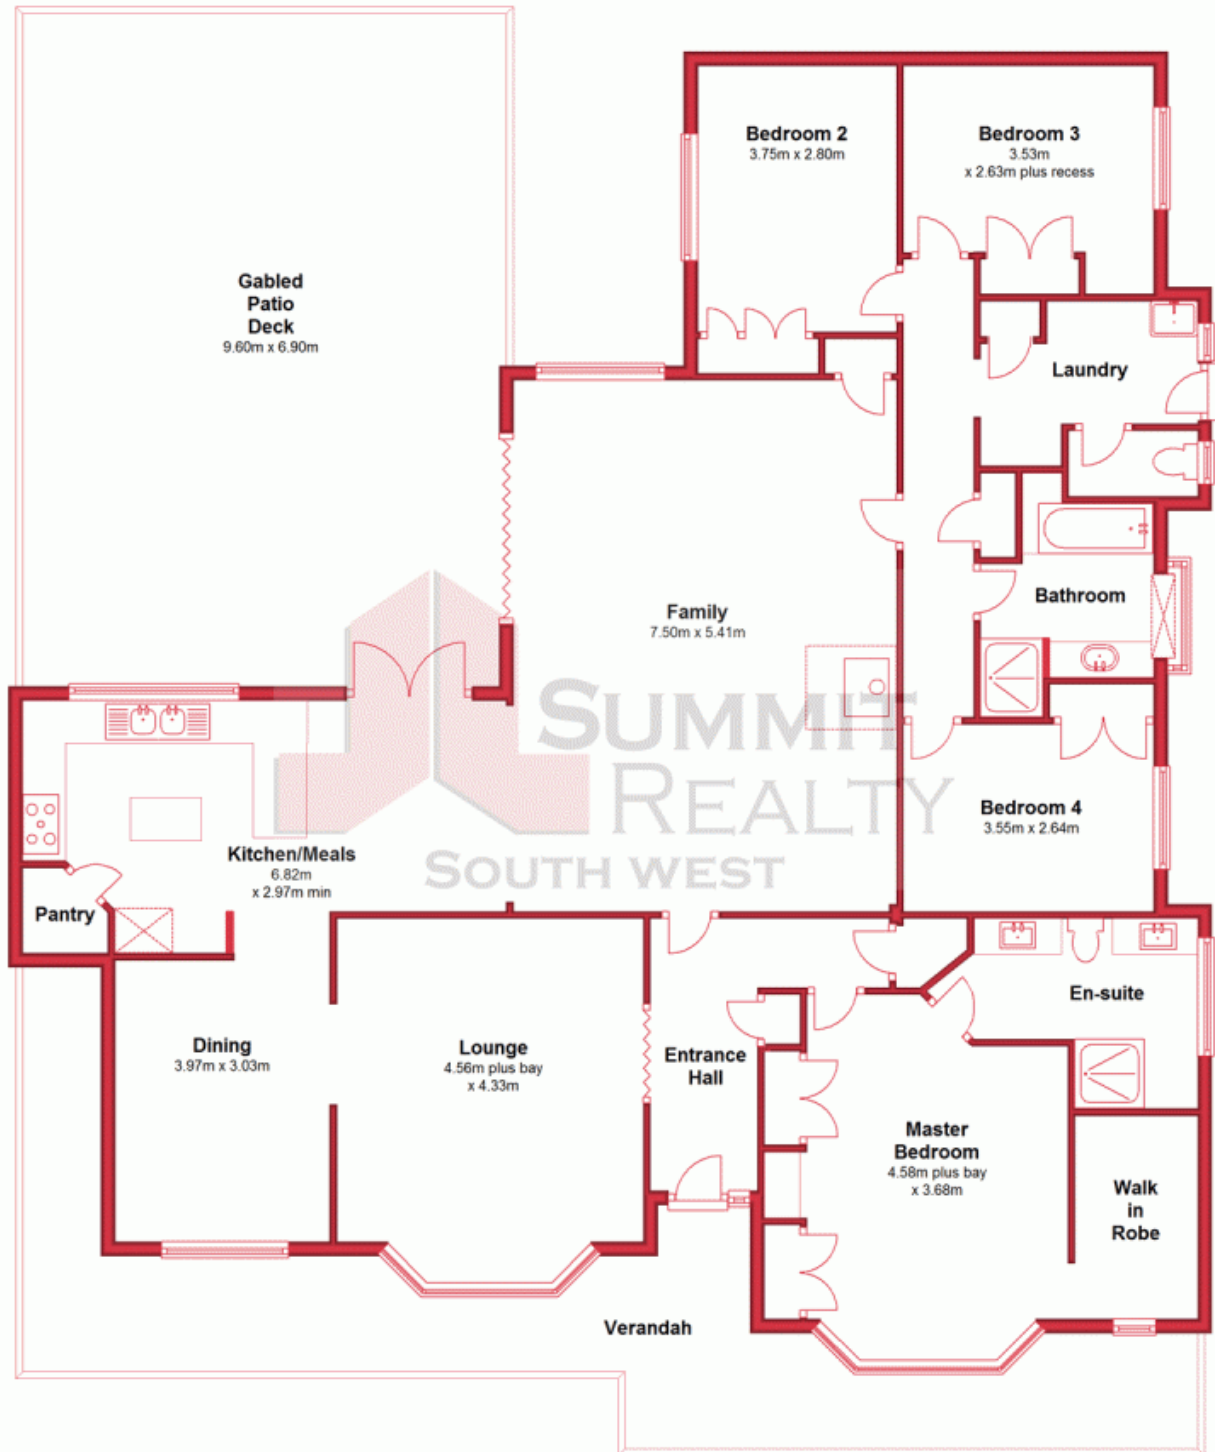 Bedroom 2
3.75m x 2.80m
Bedroom 3
3.53m
x 2.63m plus recess
Gabled
Patio
Deck
9.60m x 6.90m
Laundry
Bathroom
Family
7.50m x 5.41m
SUMMIT
REALTY
SOUTH WEST
Bedroom 4
3.55m x 2.64m
Kitchen/Meals
6.82m
x 2.97m min
Pantry
En-suite
Dining
3.97m x 3.03m
Lounge
4.56m plus bay
x 4.33m
Entrance
Hall
Master
Bedroom
4.58m plus bay
x 3.68m
Walk
in
Robe
Verandah